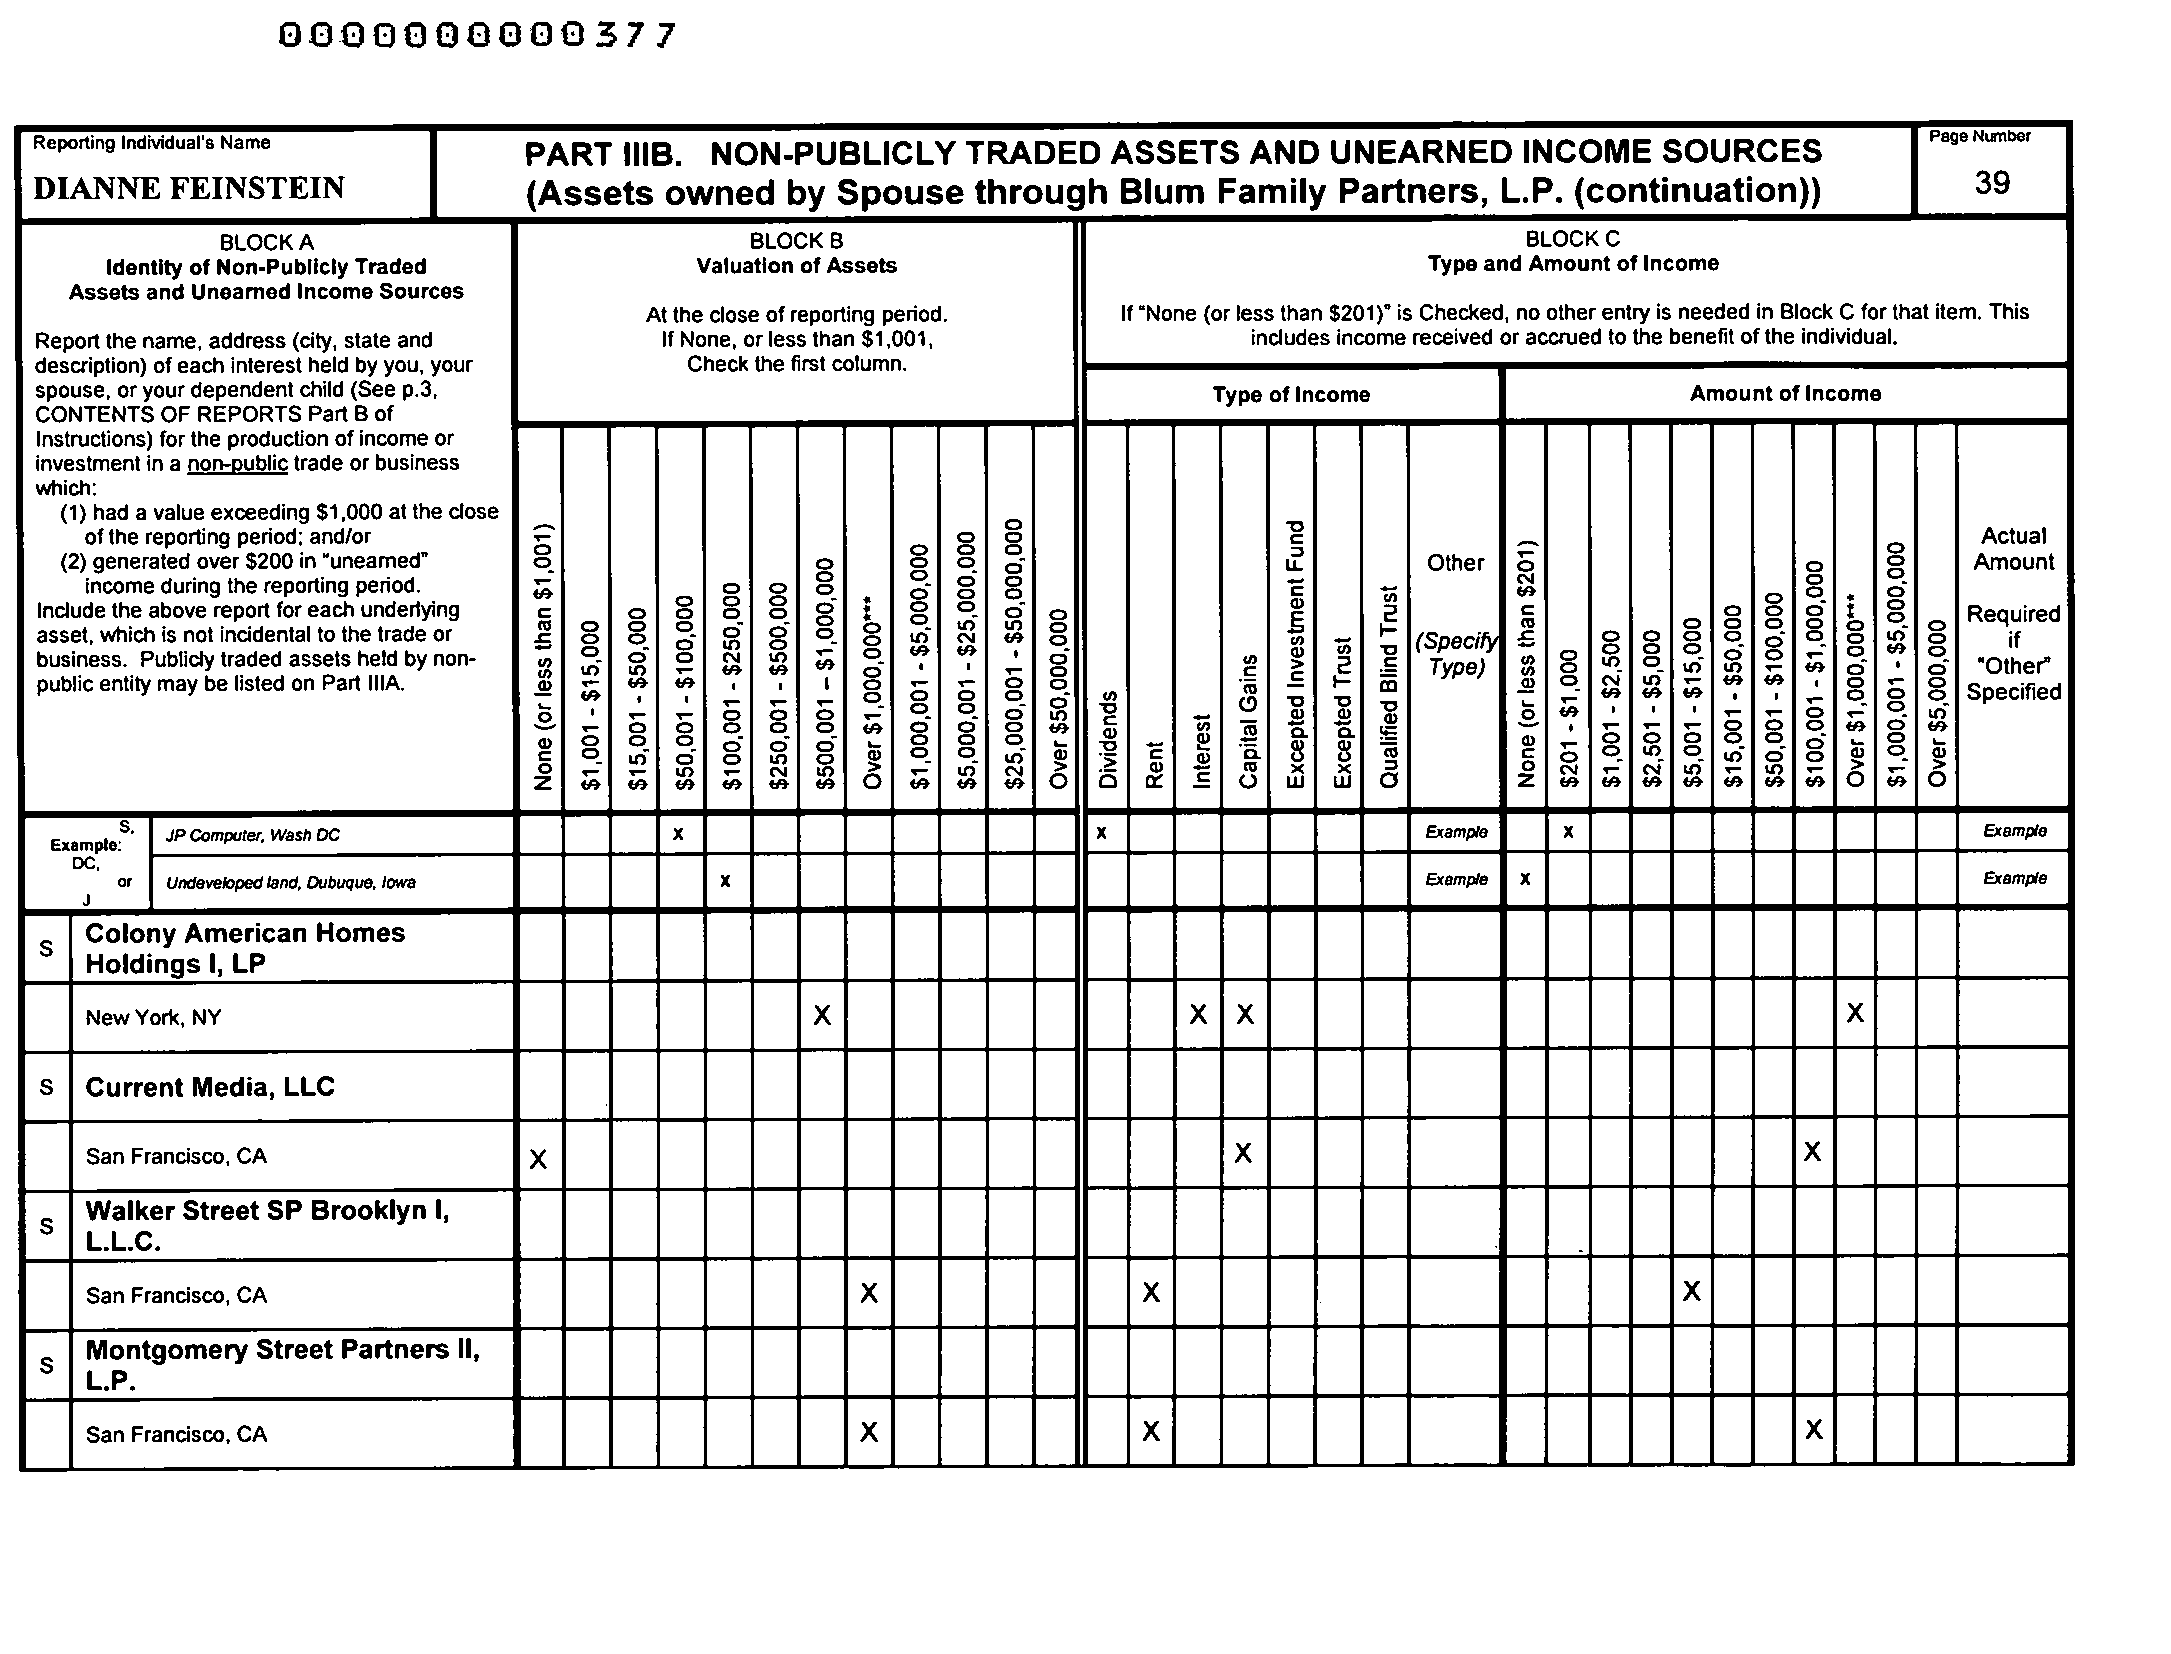 0000000000377
Reporting Individual's Name
DIANNE FEINSTEIN
PART IIIB. NON-PUBLICLY TRADED ASSETS AND UNEARNED INCOME SOURCES
(Assets owned by Spouse through Blum Family Partners, L.P. (continuation))
Page Number
39
BLOCK A
Identity of Non-Publicly Traded
Assets and Unearned Income Sources
Report the name, address (city, state and
description) of each interest held by you, your
spouse, or your dependent child (See p.3,
CONTENTS OF REPORTS Part B of
Instructions) for the production of income or
investment in a non-public trade or business
which:
(1) had a value exceeding $1,000 at the close
of the reporting period; and/or
(2) generated over $200 in "unearned"
income during the reporting period.
Include the above report for each underlying
asset, which is not incidental to the trade or
business. Publicly traded assets held by non-
public entity may be listed on Part IIIA.
BLOCK B
Valuation of Assets
At the close of reporting period.
If None, or less than $1,001,
Check the first column.
None (or less than $1,001)
$1,001 - $15,000
$15,001 - $50,000
$50,001 - $100,000
$100,001 - $250,000
$250,001 - $500,000
$500,001 – $1,000,000
Over $1,000,000***
$1,000,001 - $5,000,000
$5,000,001 - $25,000,000
$25,000,001 - $50,000,000
Over $50,000,000
BLOCK C
Type and Amount of Income
If "None (or less than $201)" is Checked, no other entry is needed in Block C for that item. This
includes income received or accrued to the benefit of the individual.
Type of Income
Dividends
Rent
Interest
Capital Gains
Excepted Investment Fund
Excepted Trust
Qualified Blind Trust
Other
(Specify
Type)
Amount of Income
None (or less than $201)
$201 - $1,000
$1,001 - $2,500
$2,501 - $5,000
$5,001 - $15,000
$15,001 - $50,000
$50,001 - $100,000
$100,001 - $1,000,000
Over $1,000,000***
$1,000,001 - $5,000,000
Over $5,000,000
Actual
Amount
Required
if
"Other"
Specified
Example:
S,
DC,
or
J
JP Computer, Wash DC X X Example X Example
Undeveloped land, Dubuque, Iowa X Example X Example
S Colony American Homes
Holdings I, LP
New York, NY X X X X
S Current Media, LLC
San Francisco, CA X X X
S Walker Street SP Brooklyn I,
L.L.C.
San Francisco, CA X X X
S Montgomery Street Partners II,
L.P.
San Francisco, CA X X X